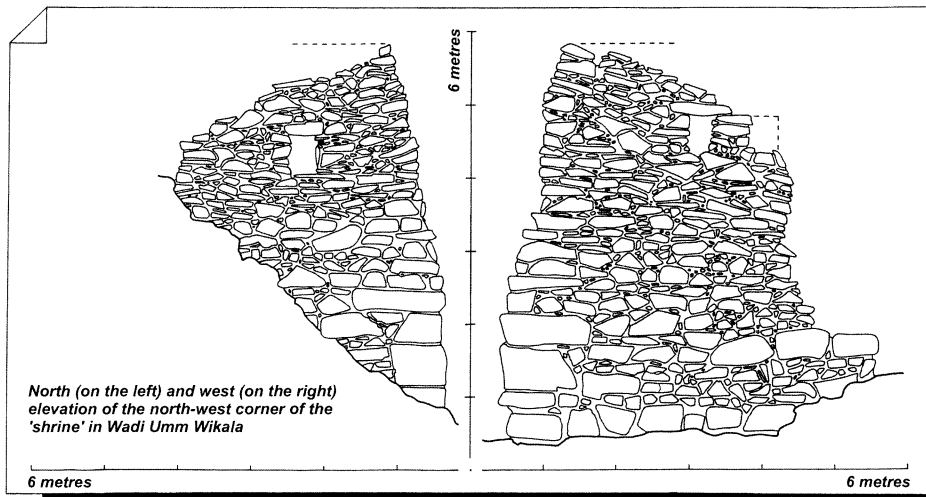 6 metres
North (on the left) and west (on the right)
elevation of the north-west corner of the
'shrine' in Wadi Umm Wikala
6 metres
6 metres